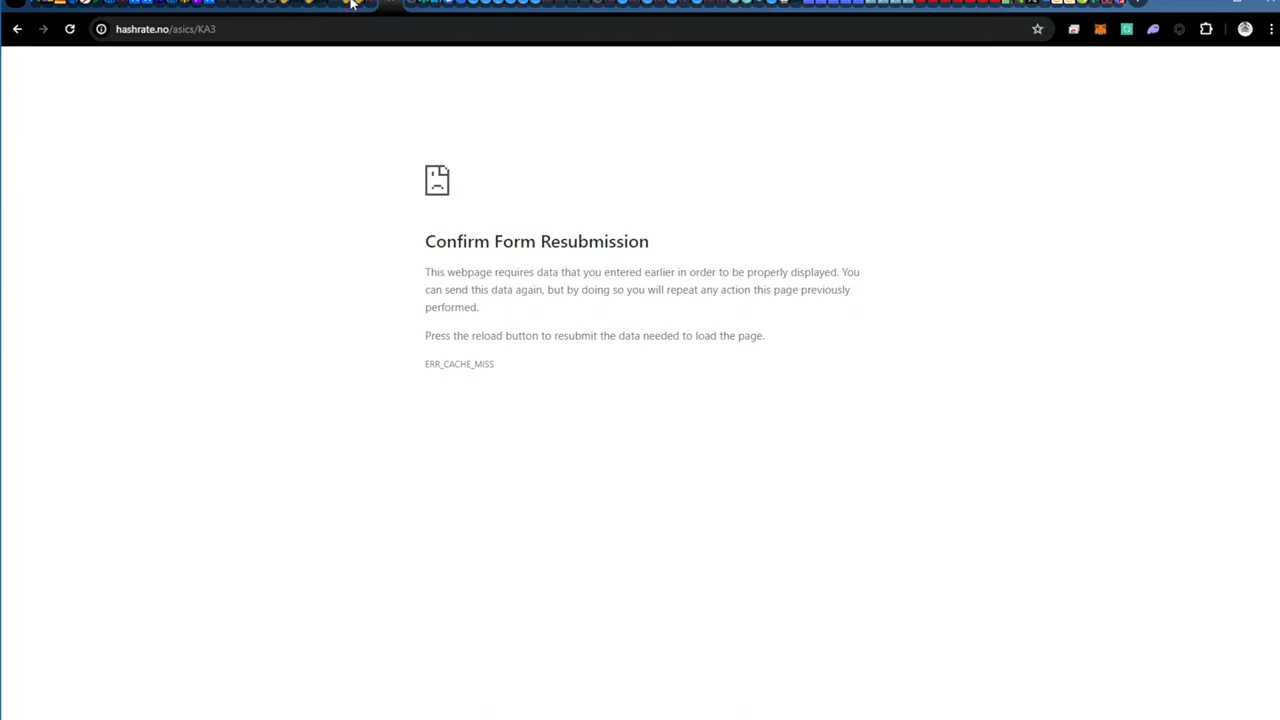 hashrate.no/asics/KA3
Confirm Form Resubmission
This webpage requires data that you entered earlier in order to be properly displayed. You
can send this data again, but by doing so you will repeat any action this page previously
performed.
Press the reload button to resubmit the data needed to load the page.
ERR_CACHE_MISS